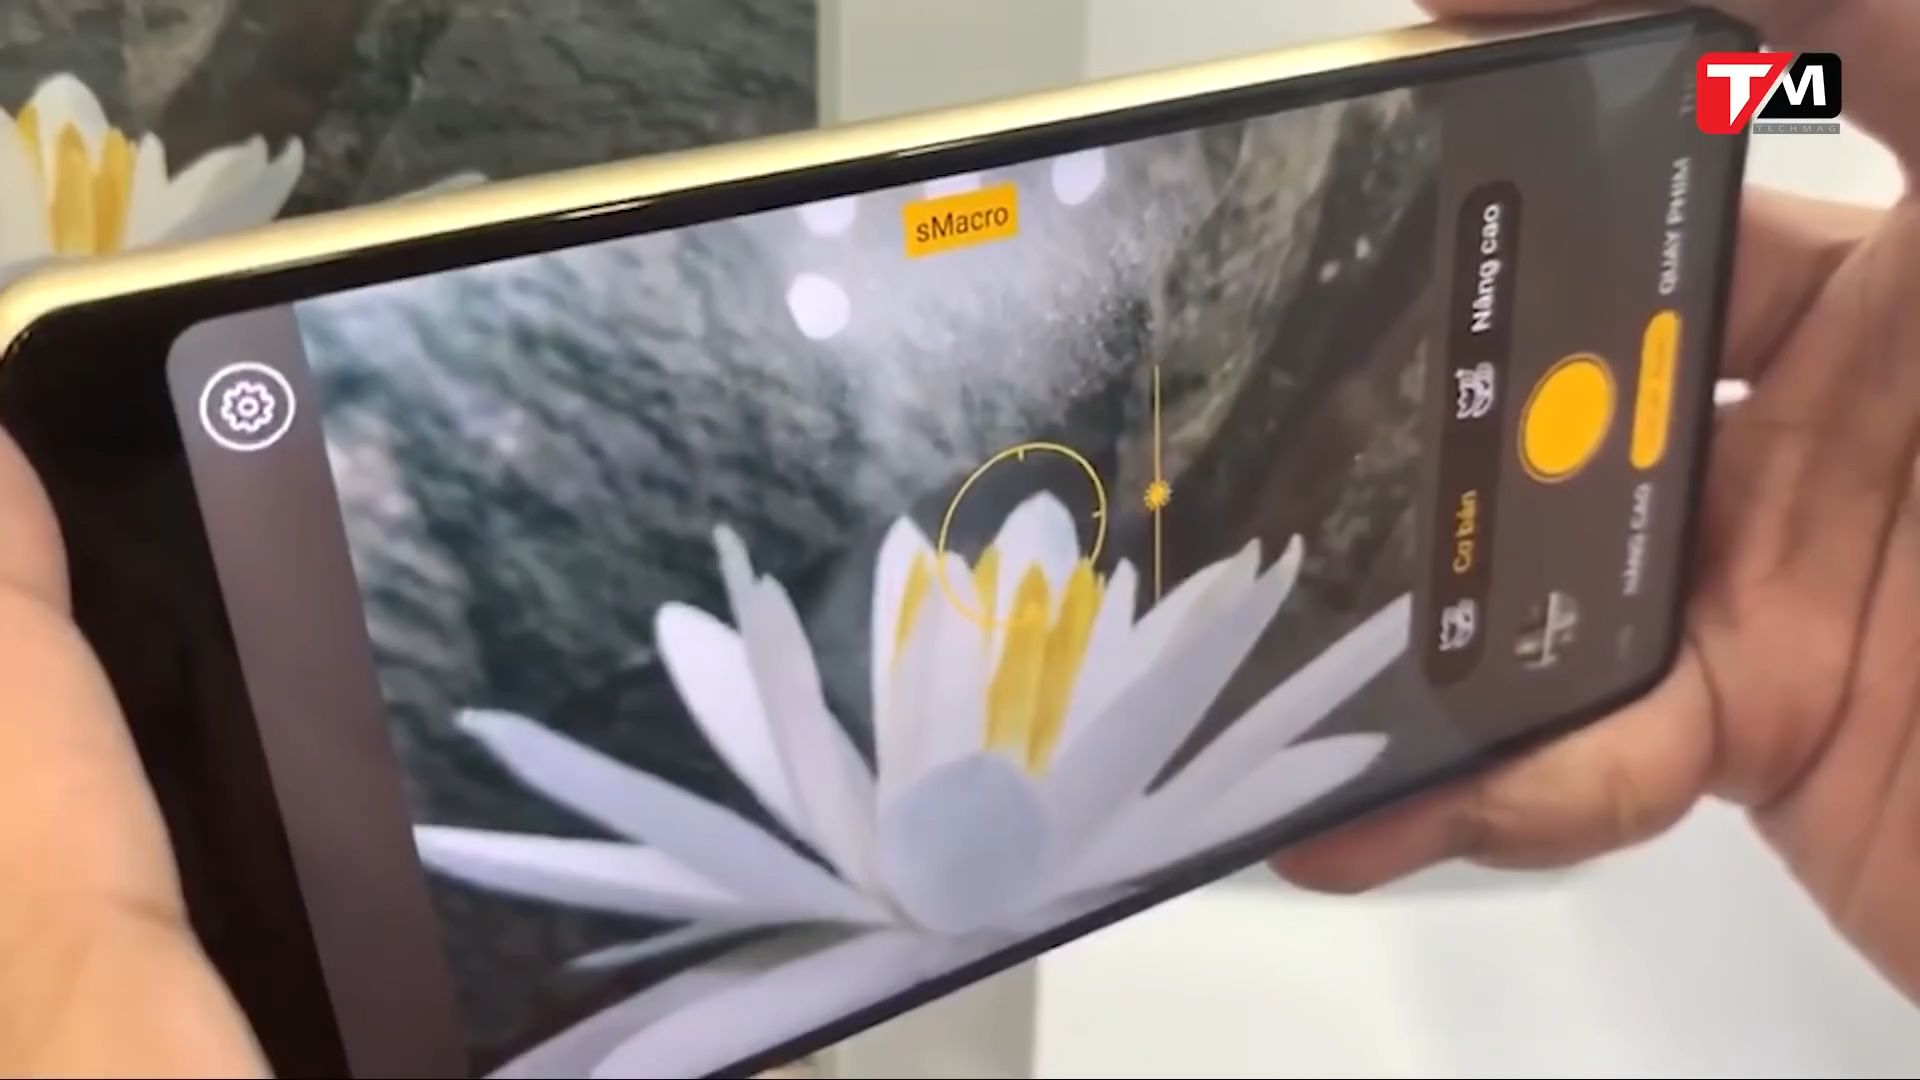 TM
TECHMAG
sMacro
Nâng cao
Cơ bản
QUAY PHIM
NÂNG CAO